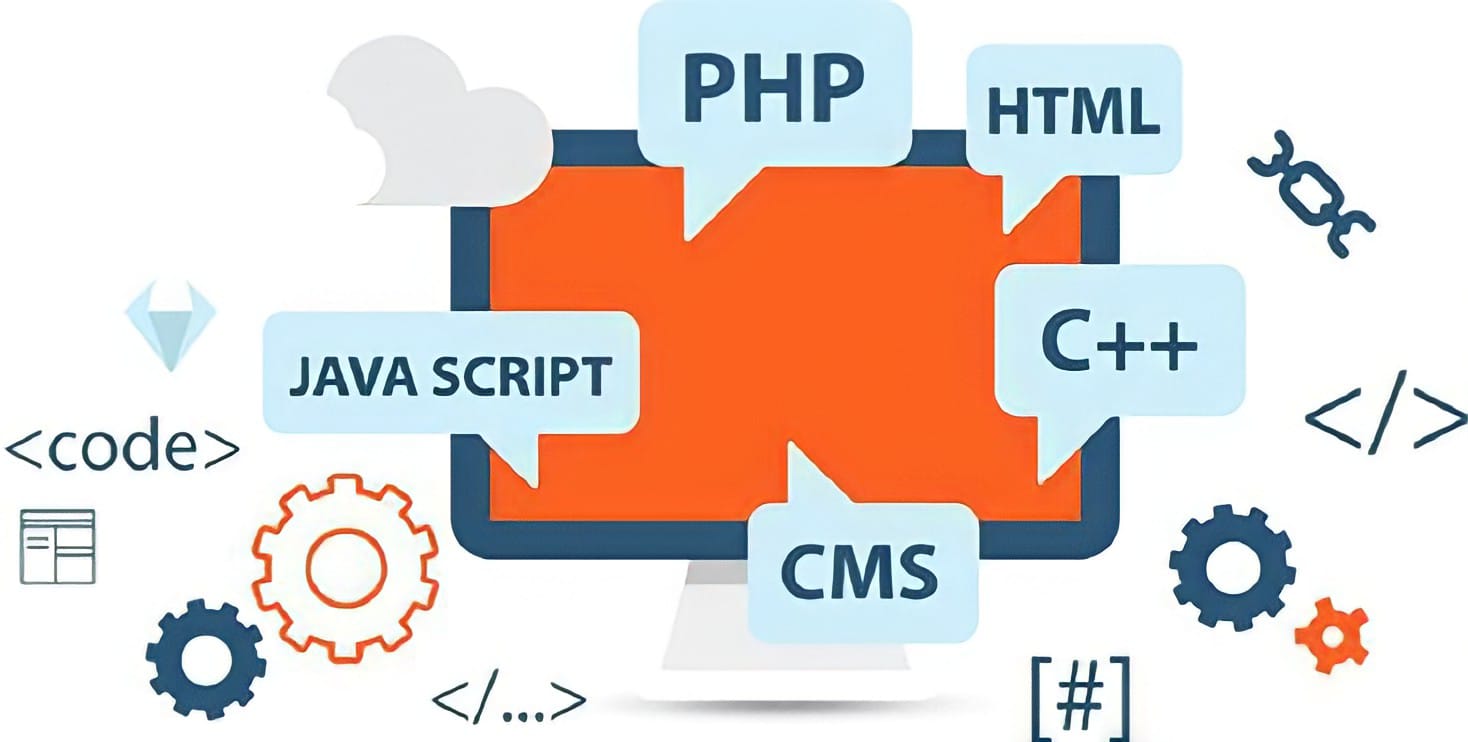 PHP
HTML
C++
JAVA SCRIPT
</>
<code>
CMS
</...>
[#]